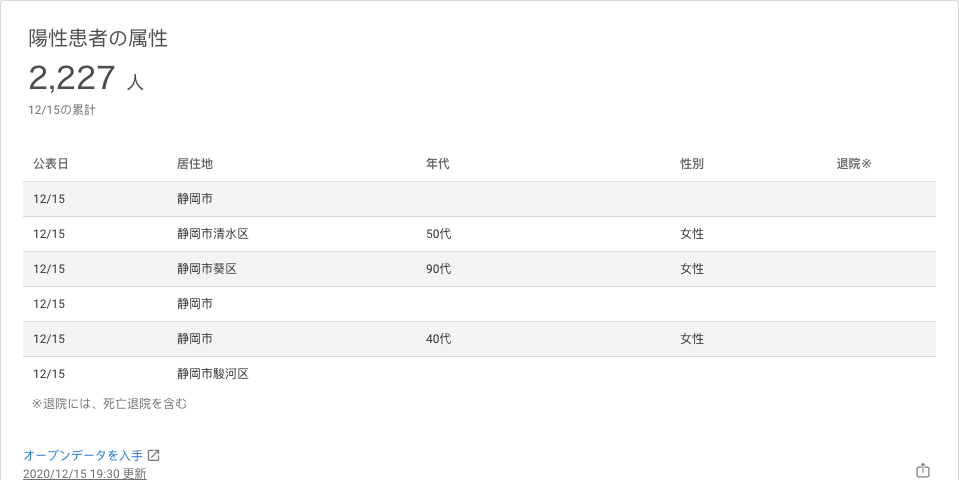 陽性患者の属性
2,227 人
12/15の累計
公表日 居住地 年代 性別 退院※
12/15 静岡市
12/15 静岡市清水区 50代 女性
12/15 静岡市葵区 90代 女性
12/15 静岡市
12/15 静岡市 40代 女性
12/15 静岡市駿河区
※退院には、死亡退院を含む
オープンデータを入手
2020/12/15 19:30 更新